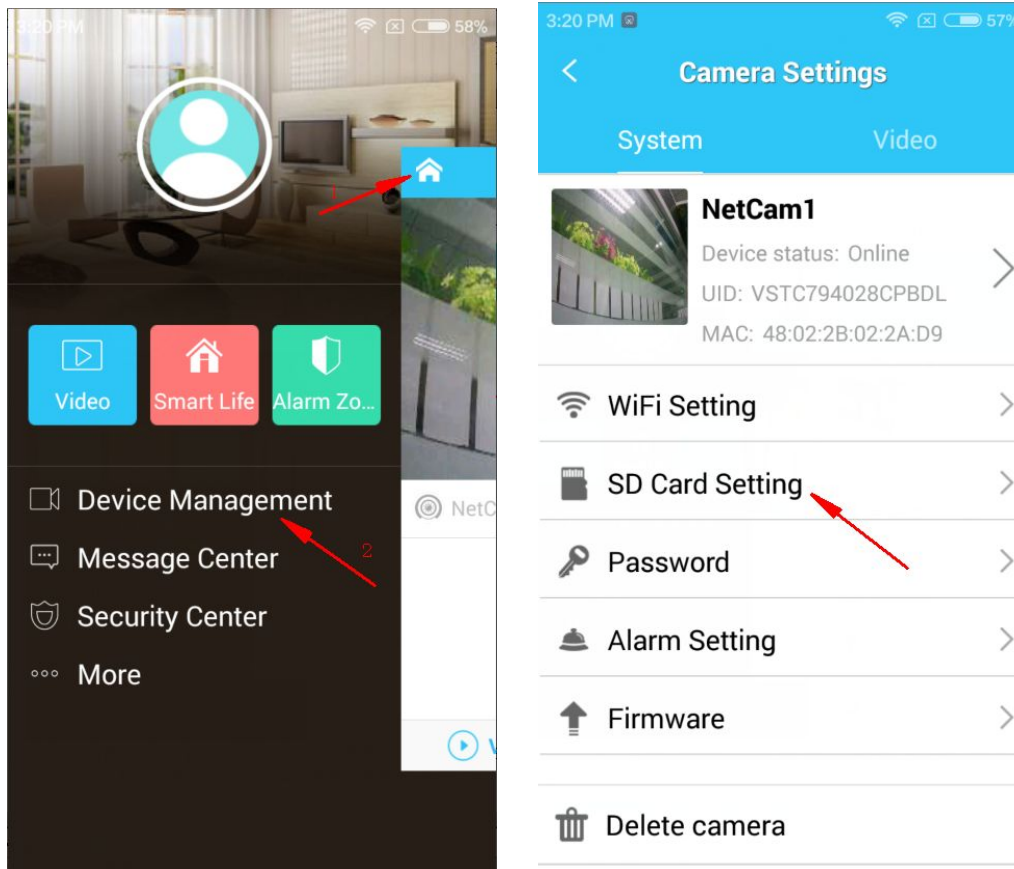 3:20 PM 58%
1
Video
Smart Life
Alarm Zo...
Device Management
NetC
2
Message Center
Security Center
More
3:20 PM 57%
Camera Settings
System
Video
NetCam1
Device status: Online
UID: VSTC794028CPBDL
MAC: 48:02:2B:02:2A:D9
WiFi Setting
SD Card Setting
Password
Alarm Setting
Firmware
Delete camera